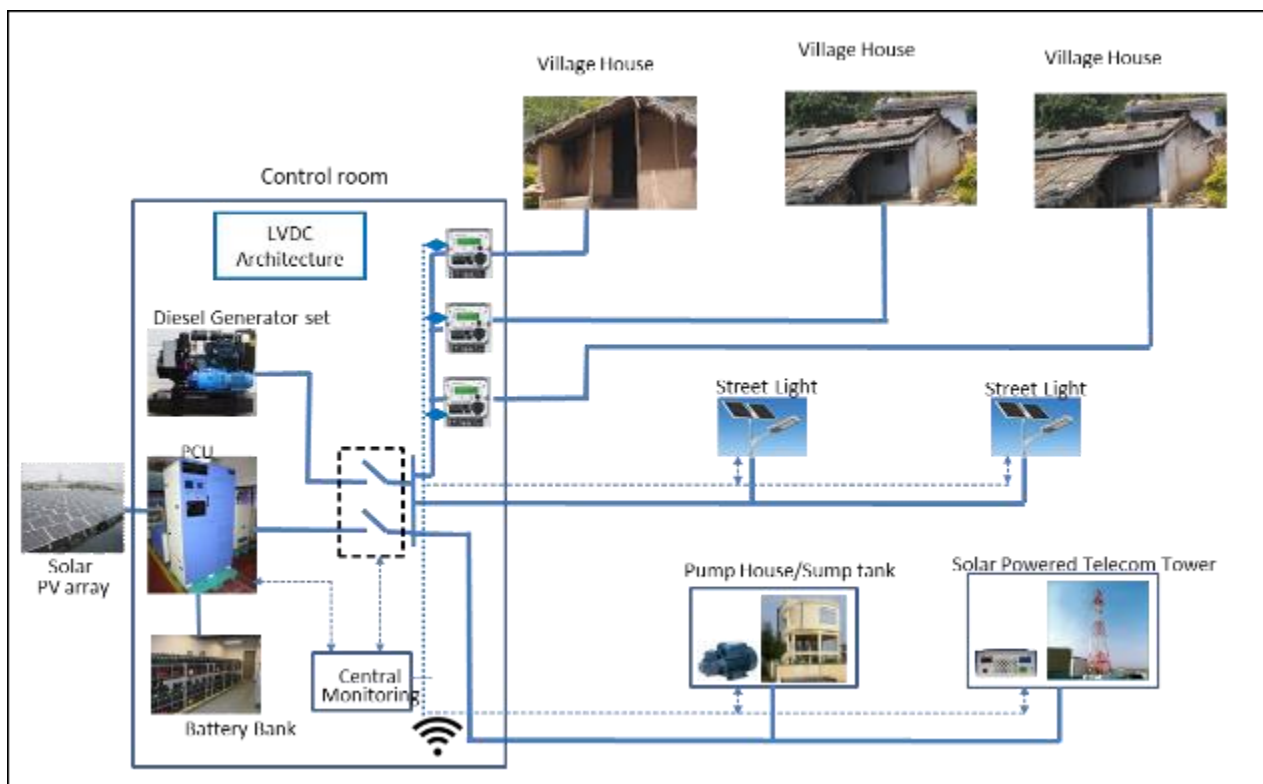 Village House
Village House
Village House
Control room
LVDC
Architecture
Diesel Generator set
Street Light
Street Light
PCU
Solar
PV array
Pump House/Sump tank
Solar Powered Telecom Tower
Central
Monitoring
Battery Bank